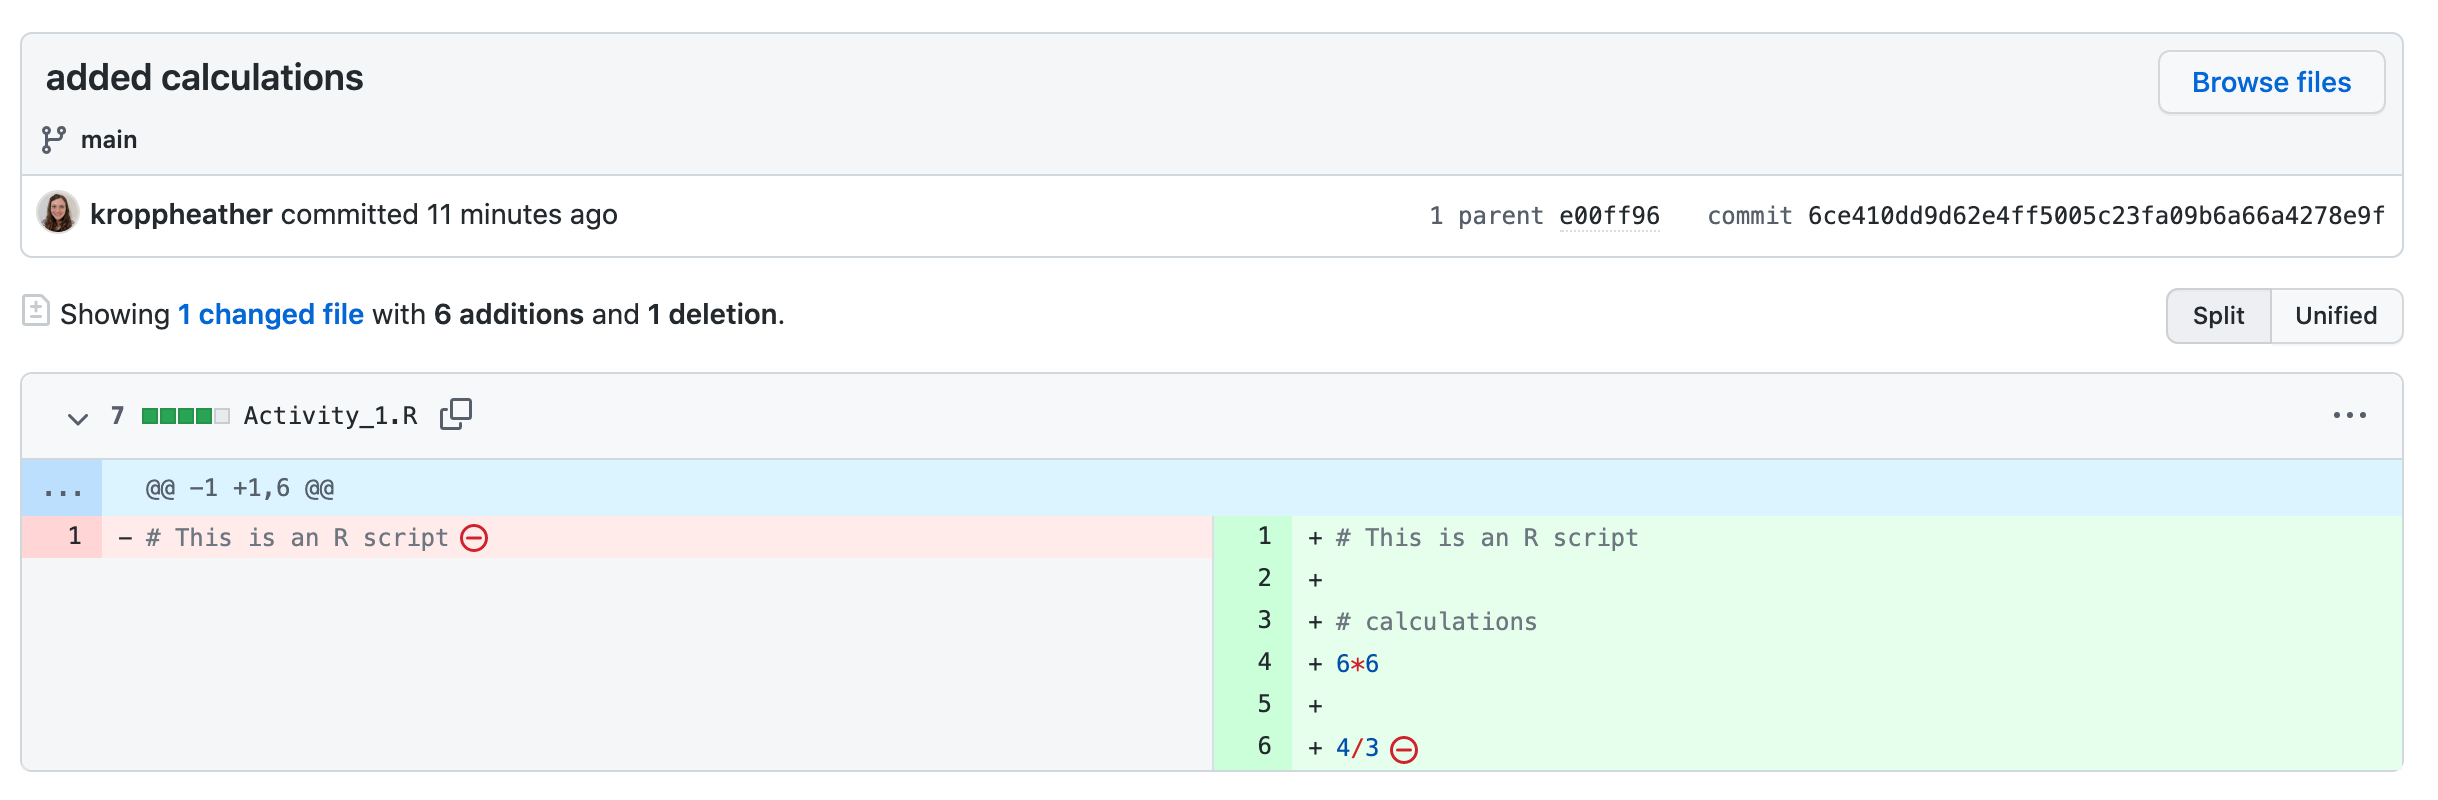 added calculations
Browse files
main
kroppheather committed 11 minutes ago
1 parent e00ff96 commit 6ce410dd9d62e4ff5005c23fa09b6a66a4278e9f
Showing 1 changed file with 6 additions and 1 deletion.
Split Unified
7 Activity_1.R
... @@ -1 +1,6 @@
1 - # This is an R script
1 + # This is an R script
2 +
3 + # calculations
4 + 6*6
5 +
6 + 4/3